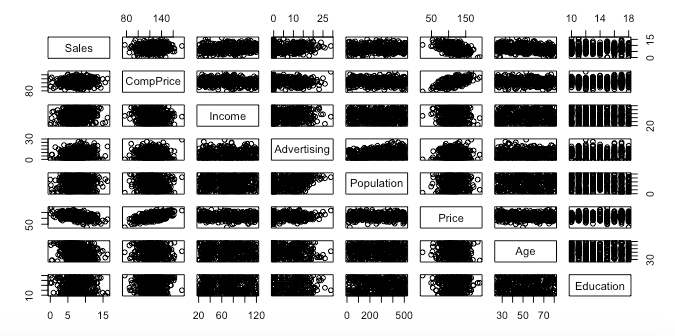 80 140
0 10 25
50 150
10 14 18
Sales
0 15
CompPrice
80
Income
20
Advertising
0 30
Population
0
Price
50
Age
30
Education
10
0 5 15
20 60 120
0 200 500
30 50 70